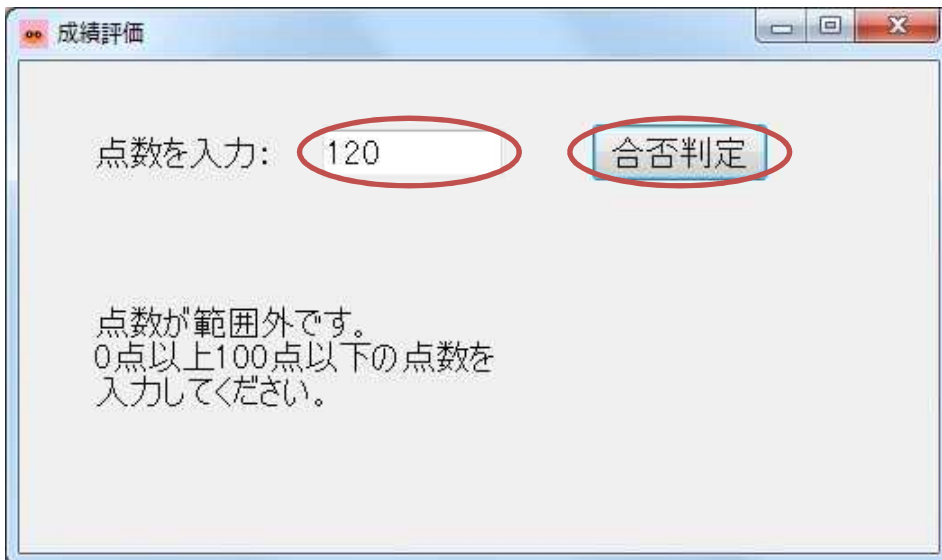 成績評価
点数を入力: 120 合否判定
点数が範囲外です。
0点以上100点以下の点数を
入力してください。